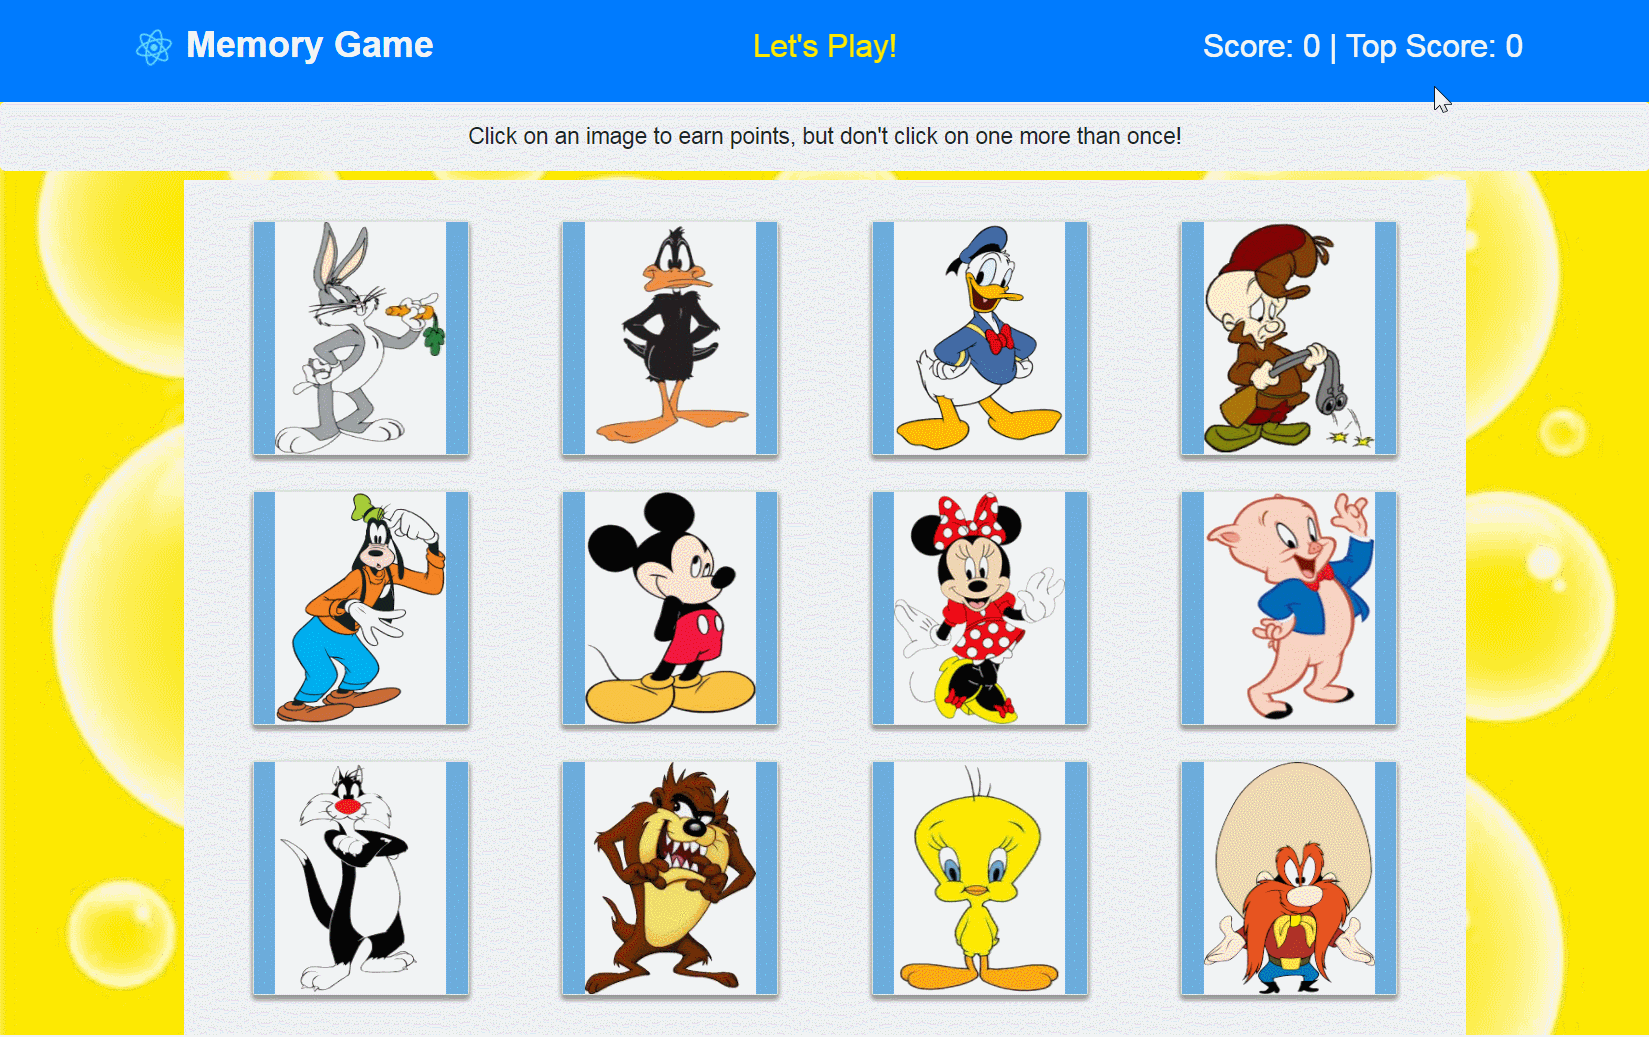 Memory Game
Let's Play!
Score: 0 | Top Score: 0
Click on an image to earn points, but don't click on one more than once!